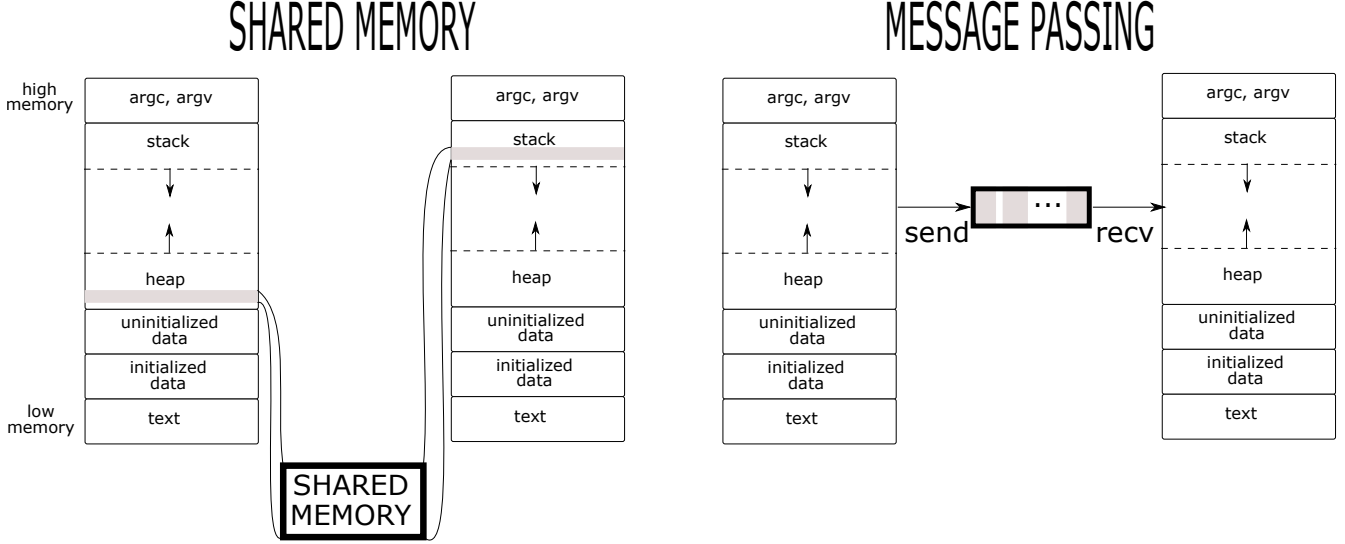 SHARED MEMORY
high
memory
argc, argv
stack
heap
uninitialized
data
initialized
data
low
memory
text
argc, argv
stack
heap
uninitialized
data
initialized
data
text
SHARED
MEMORY
MESSAGE PASSING
argc, argv
stack
heap
uninitialized
data
initialized
data
text
send
...
recv
argc, argv
stack
heap
uninitialized
data
initialized
data
text